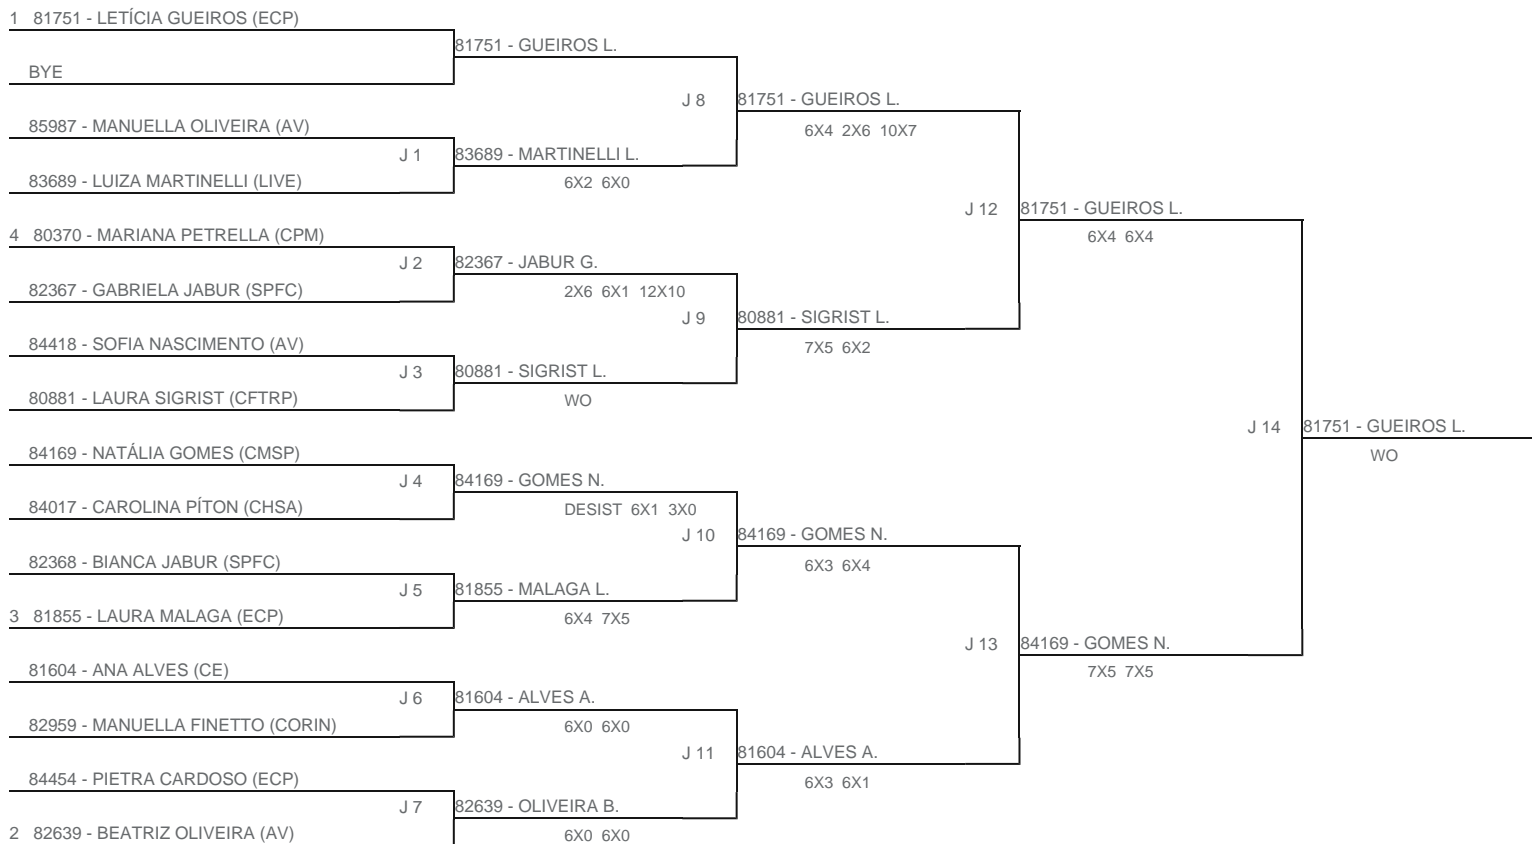 1 81751 - LETÍCIA GUEIROS (ECP)
81751 - GUEIROS L.
BYE
J 8 81751 - GUEIROS L.
6X4 2X6 10X7
85987 - MANUELLA OLIVEIRA (AV)
J 1 83689 - MARTINELLI L.
83689 - LUIZA MARTINELLI (LIVE)
6X2 6X0
J 12 81751 - GUEIROS L.
4 80370 - MARIANA PETRELLA (CPM)
6X4 6X4
J 2 82367 - JABUR G.
82367 - GABRIELA JABUR (SPFC)
2X6 6X1 12X10
J 9 80881 - SIGRIST L.
84418 - SOFIA NASCIMENTO (AV)
7X5 6X2
J 3 80881 - SIGRIST L.
80881 - LAURA SIGRIST (CFTRP)
WO
J 14 81751 - GUEIROS L.
84169 - NATÁLIA GOMES (CMSP)
WO
J 4 84169 - GOMES N.
84017 - CAROLINA PÍTON (CHSA)
DESIST 6X1 3X0
J 10 84169 - GOMES N.
82368 - BIANCA JABUR (SPFC)
6X3 6X4
J 5 81855 - MALAGA L.
3 81855 - LAURA MALAGA (ECP)
6X4 7X5
J 13 84169 - GOMES N.
81604 - ANA ALVES (CE)
7X5 7X5
J 6 81604 - ALVES A.
82959 - MANUELLA FINETTO (CORIN)
6X0 6X0
J 11 81604 - ALVES A.
84454 - PIETRA CARDOSO (ECP)
6X3 6X1
J 7 82639 - OLIVEIRA B.
2 82639 - BEATRIZ OLIVEIRA (AV)
6X0 6X0